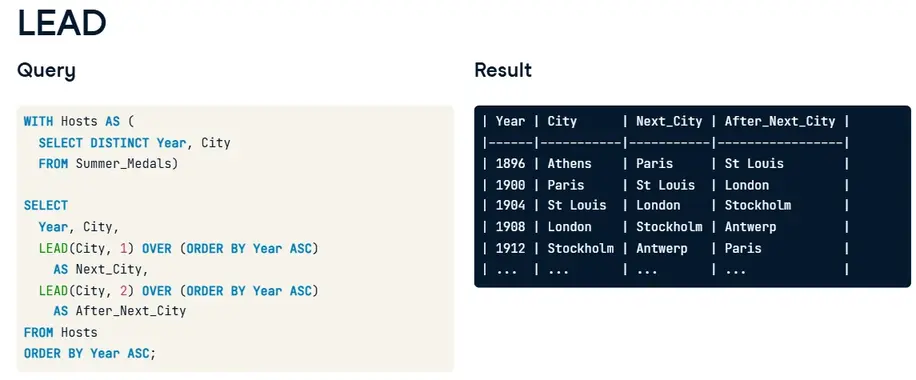 LEAD
Query
WITH Hosts AS (
  SELECT DISTINCT Year, City
  FROM Summer_Medals)
SELECT
  Year, City,
  LEAD(City, 1) OVER (ORDER BY Year ASC)
    AS Next_City,
  LEAD(City, 2) OVER (ORDER BY Year ASC)
    AS After_Next_City
FROM Hosts
ORDER BY Year ASC;
Result
| Year | City      | Next_City | After_Next_City |
|------|-----------|-----------|-----------------|
| 1896 | Athens    | Paris     | St Louis        |
| 1900 | Paris     | St Louis  | London          |
| 1904 | St Louis  | London    | Stockholm       |
| 1908 | London    | Stockholm | Antwerp         |
| 1912 | Stockholm | Antwerp   | Paris           |
| ...  | ...       | ...       | ...             |